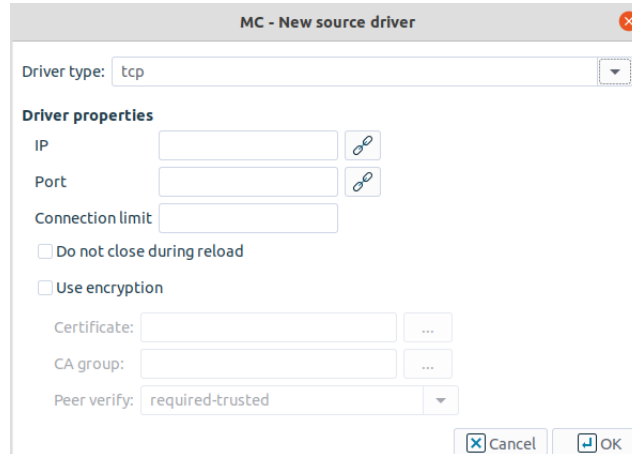 MC - New source driver
Driver type: tcp
Driver properties
IP
Port
Connection limit
Do not close during reload
Use encryption
Certificate: ...
CA group: ...
Peer verify: required-trusted
Cancel OK